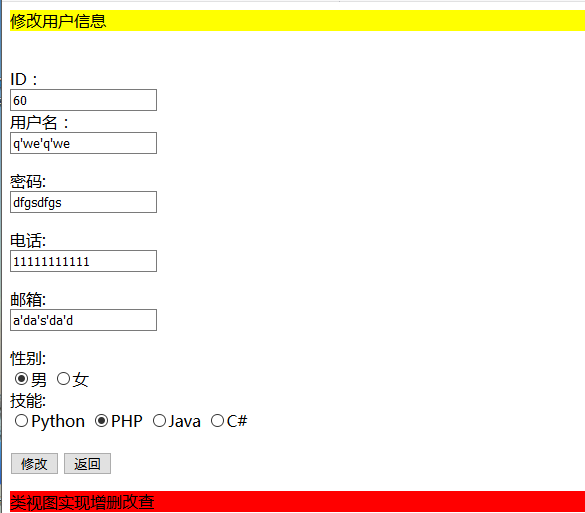 修改用户信息
ID：
60
用户名：
q'we'q'we
密码:
dfgsdfgs
电话:
11111111111
邮箱:
a'da's'da'd
性别:
男 女
技能:
Python PHP Java C#
修改 返回
类视图实现增删改查